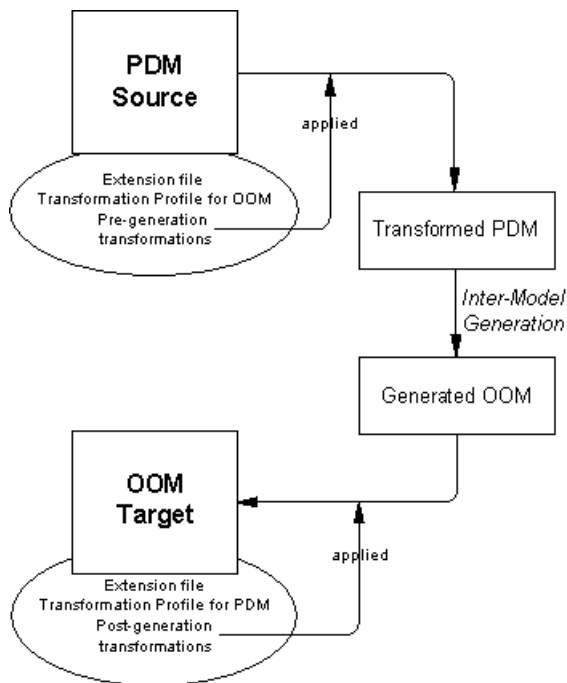 PDM
Source
applied
Extension file
Transformation Profile for OOM
Pre-generation
transformations
Transformed PDM
Inter-Model
Generation
Generated OOM
OOM
Target
applied
Extension file
Transformation Profile for PDM
Post-generation
transformations